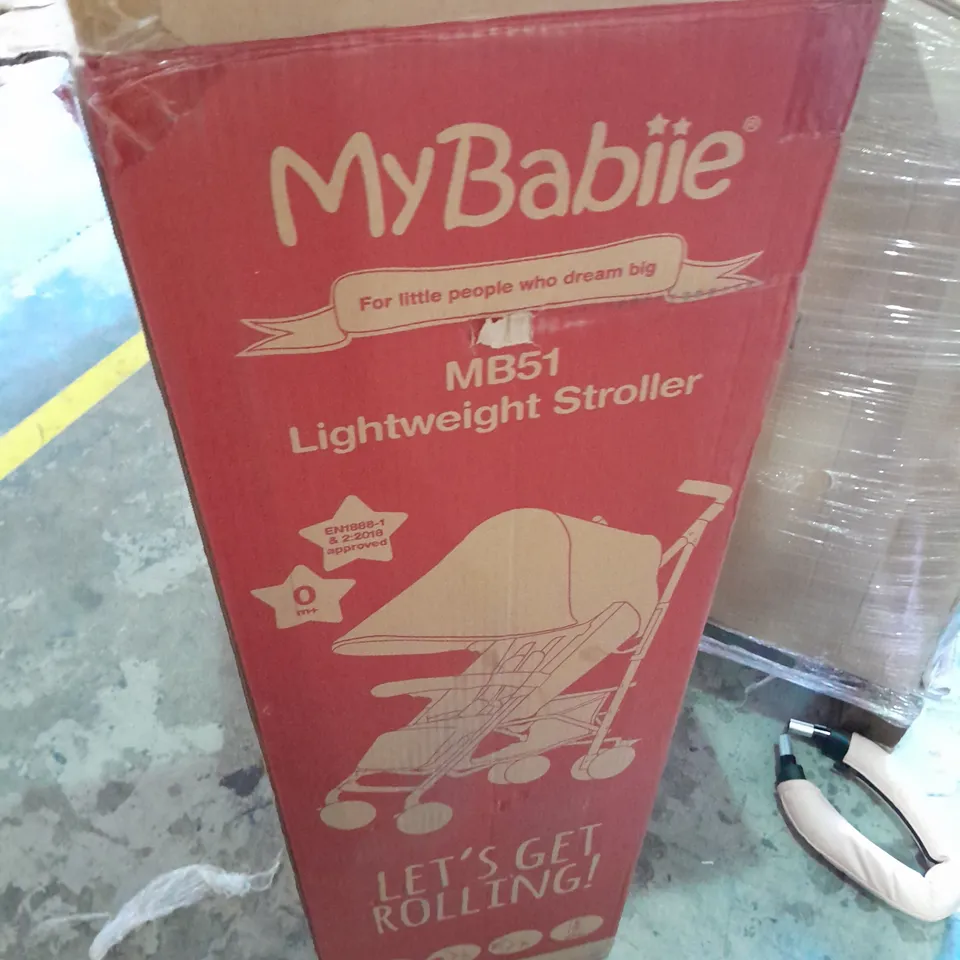 MyBabiie®
For little people who dream big
MB51
Lightweight Stroller
EN1888-1
& 2:2018
approved
0
m+
LET'S GET
ROLLING!